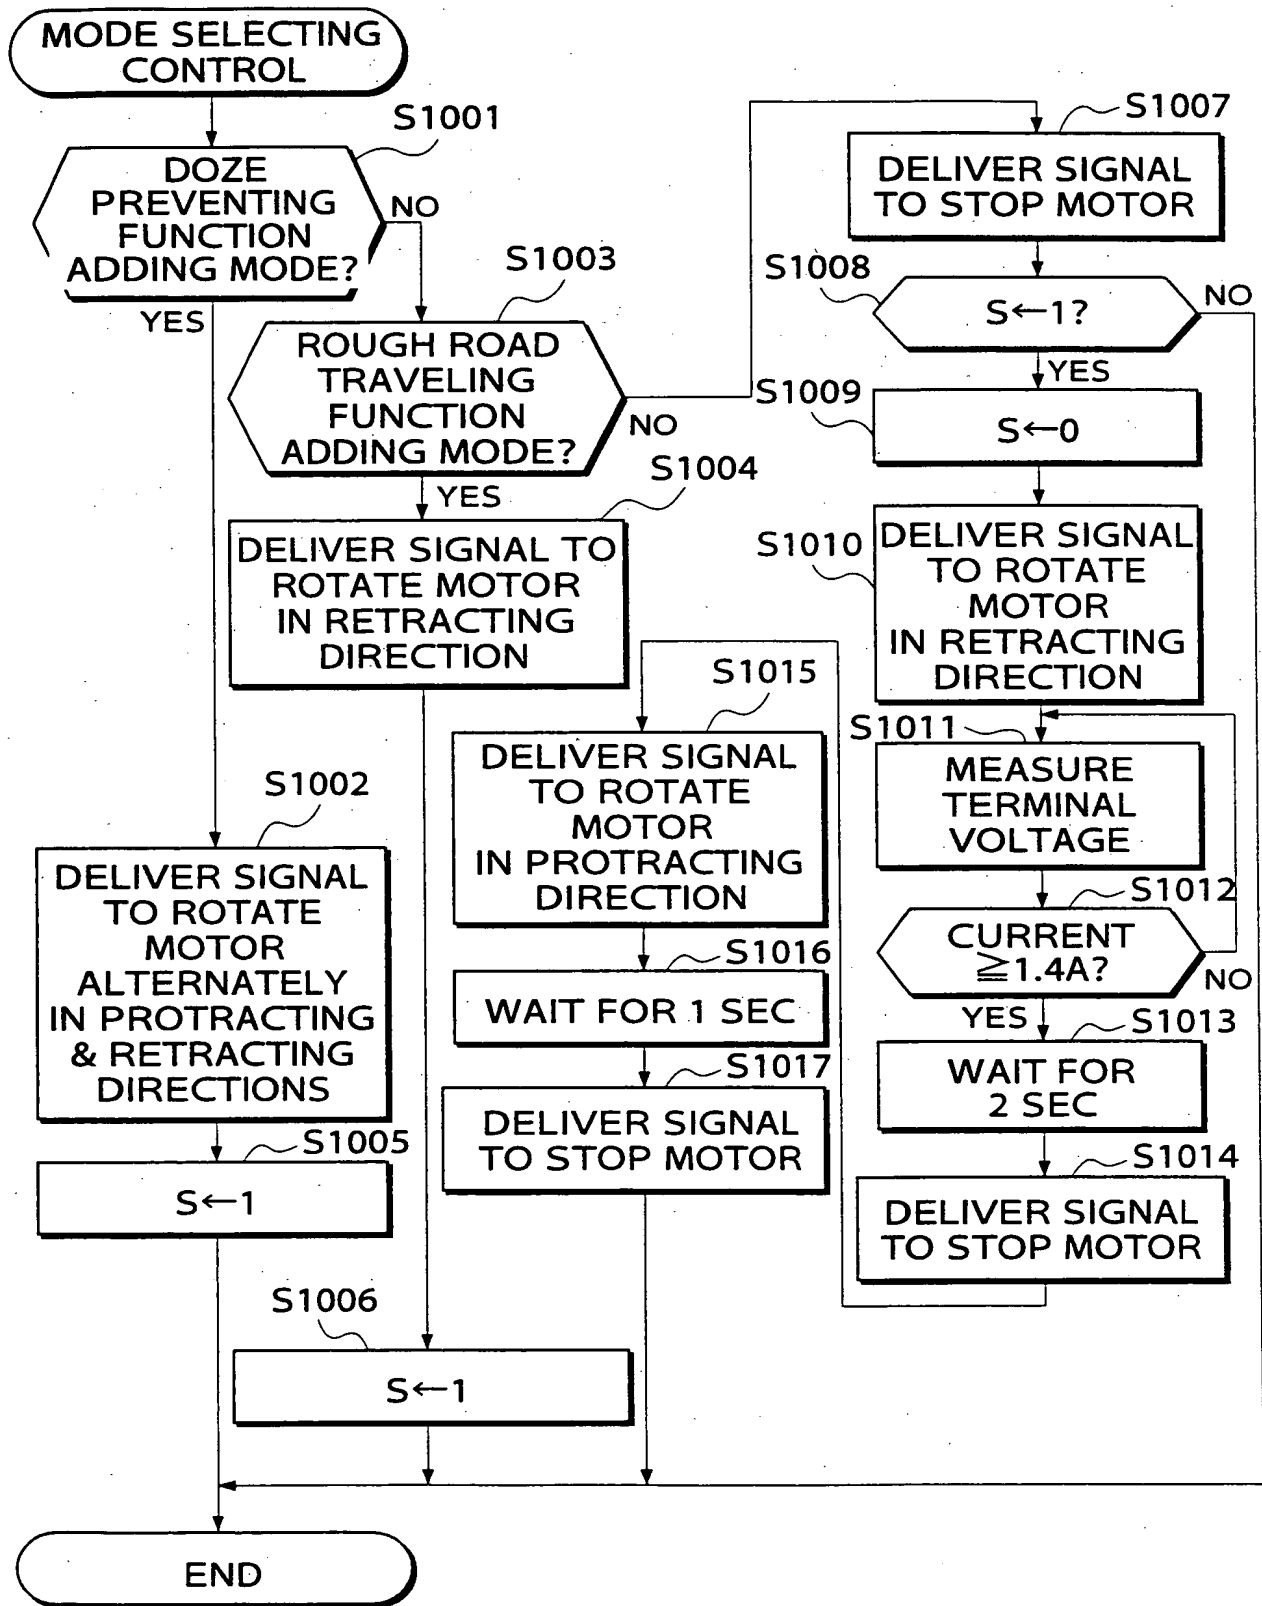 MODE SELECTING
CONTROL
S1001
DOZE
PREVENTING
FUNCTION
ADDING MODE?
NO
YES
S1003
ROUGH ROAD
TRAVELING
FUNCTION
ADDING MODE?
NO
YES
S1004
DELIVER SIGNAL TO
ROTATE MOTOR
IN RETRACTING
DIRECTION
S1002
DELIVER SIGNAL
TO ROTATE
MOTOR
ALTERNATELY
IN PROTRACTING
& RETRACTING
DIRECTIONS
S1005
S←1
S1006
S←1
S1007
DELIVER SIGNAL
TO STOP MOTOR
S1008
S←1?
NO
YES
S1009
S←0
S1010
DELIVER SIGNAL
TO ROTATE
MOTOR
IN RETRACTING
DIRECTION
S1011
MEASURE
TERMINAL
VOLTAGE
S1012
CURRENT
≧1.4A?
NO
YES
S1013
WAIT FOR
2 SEC
S1014
DELIVER SIGNAL
TO STOP MOTOR
S1015
DELIVER SIGNAL
TO ROTATE
MOTOR
IN PROTRACTING
DIRECTION
S1016
WAIT FOR 1 SEC
S1017
DELIVER SIGNAL
TO STOP MOTOR
END